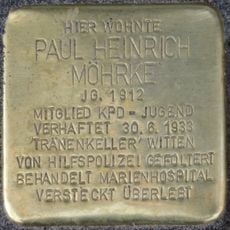 HIER WOHNTE
PAUL HEINRICH
MÖHRKE
JG. 1912
MITGLIED KPD - JUGEND
VERHAFTET 30.6.1933
'TRÄNENKELLER' WITTEN
VON HILFSPOLIZEI GEFOLTERT
BEHANDELT MARIENHOSPITAL
VERSTECKT ÜBERLEBT